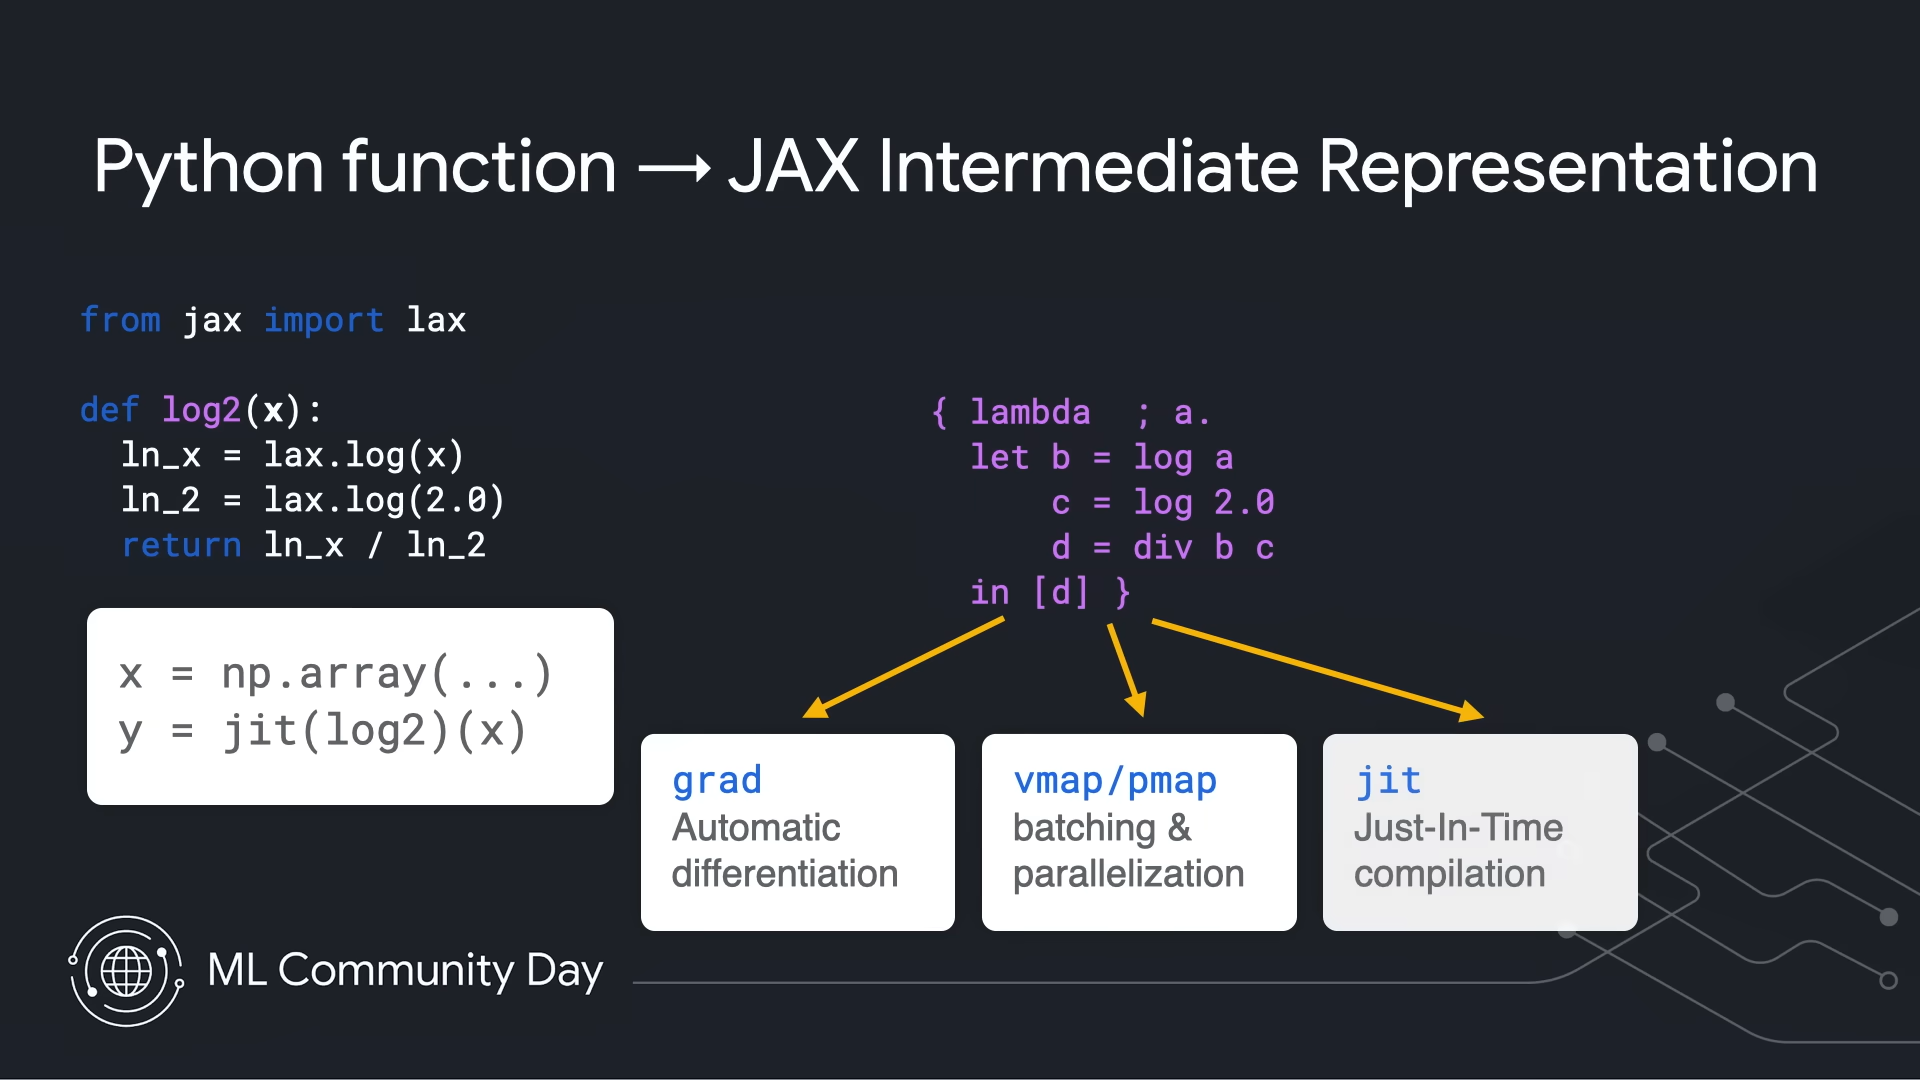 Python function → JAX Intermediate Representation
from jax import lax
def log2(x):
  ln_x = lax.log(x)
  ln_2 = lax.log(2.0)
  return ln_x / ln_2
x = np.array(...)
y = jit(log2)(x)
{ lambda  ; a.
  let b = log a
      c = log 2.0
      d = div b c
  in [d] }
grad
Automatic
differentiation
vmap/pmap
batching &
parallelization
jit
Just-In-Time
compilation
ML Community Day